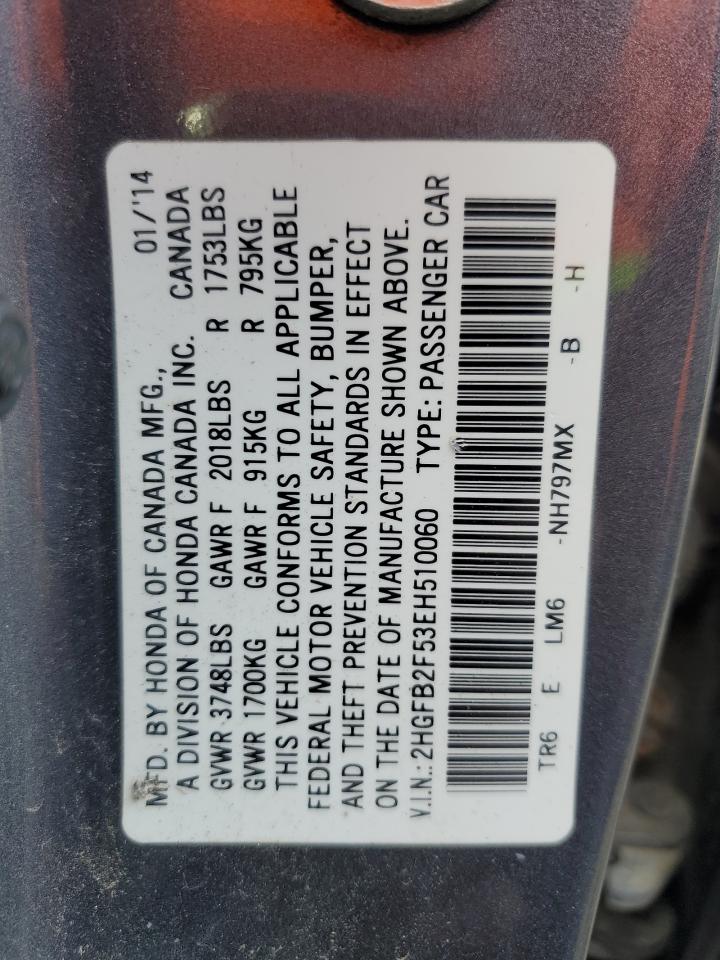 MFD. BY HONDA OF CANADA MFG., 01/'14
A DIVISION OF HONDA CANADA INC. CANADA
GVWR 3748LBS GAWR F 2018LBS R 1753LBS
GVWR 1700KG GAWR F 915KG R 795KG
THIS VEHICLE CONFORMS TO ALL APPLICABLE
FEDERAL MOTOR VEHICLE SAFETY, BUMPER,
AND THEFT PREVENTION STANDARDS IN EFFECT
ON THE DATE OF MANUFACTURE SHOWN ABOVE.
V.I.N.: 2HGFB2F53EH510060 TYPE: PASSENGER CAR
TR6 E LM6 -NH797MX -B -H